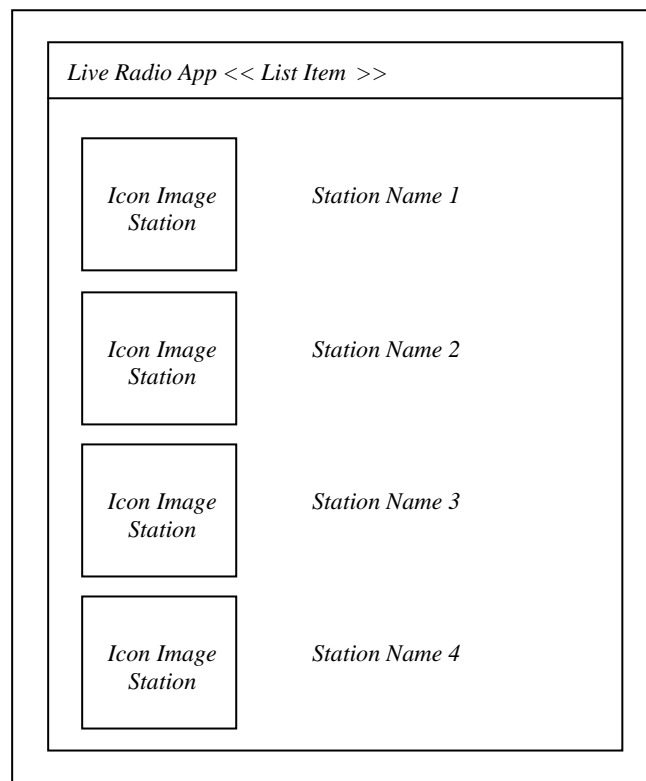 Live Radio App << List Item >>
Icon Image
Station
Station Name 1
Icon Image
Station
Station Name 2
Icon Image
Station
Station Name 3
Icon Image
Station
Station Name 4